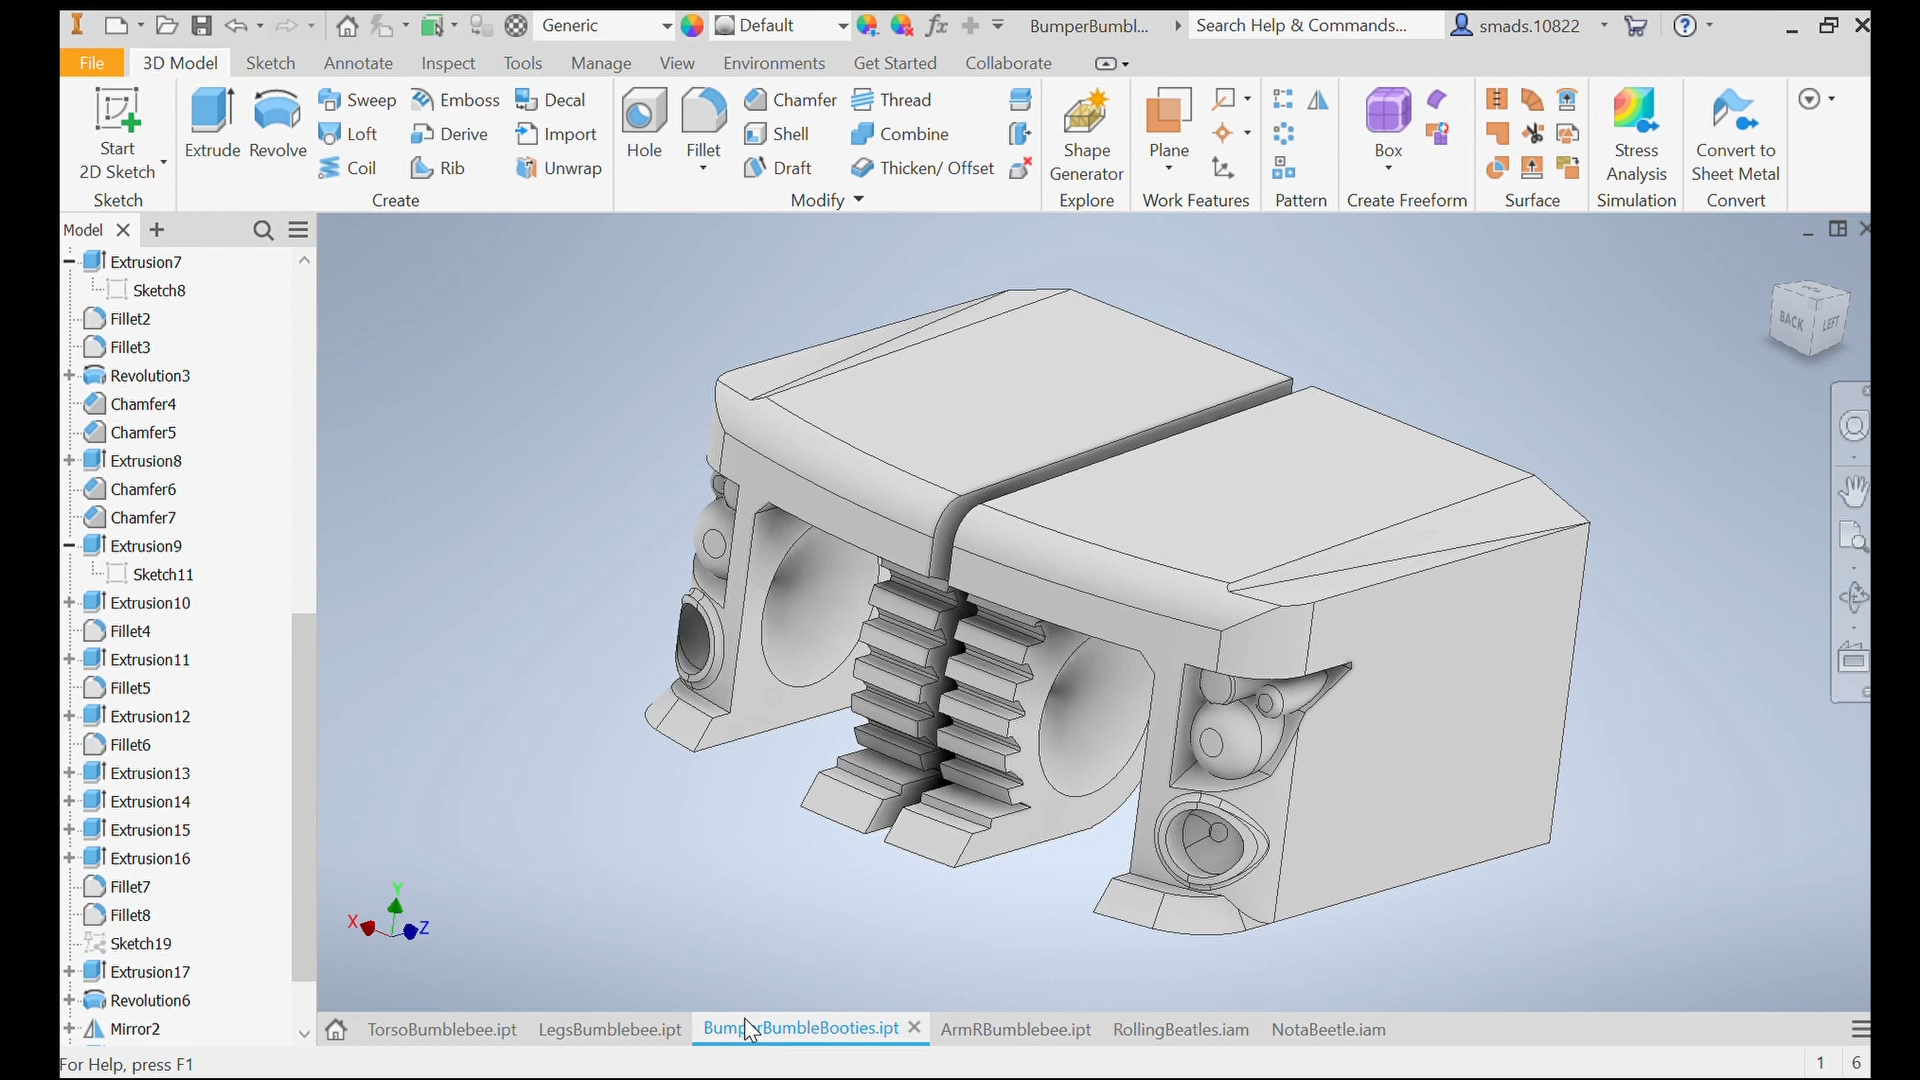 Generic
Default
BumperBumbl...
Search Help & Commands...
smads.10822
File
3D Model
Sketch
Annotate
Inspect
Tools
Manage
View
Environments
Get Started
Collaborate
Start
2D Sketch
Sketch
Extrude
Revolve
Sweep
Loft
Coil
Emboss
Derive
Rib
Decal
Import
Unwrap
Create
Hole
Fillet
Chamfer
Shell
Draft
Thread
Combine
Thicken/ Offset
Modify
Shape
Generator
Explore
Plane
Work Features
Pattern
Box
Create Freeform
Surface
Stress
Analysis
Simulation
Convert to
Sheet Metal
Convert
Model
Extrusion7
Sketch8
Fillet2
Fillet3
Revolution3
Chamfer4
Chamfer5
Extrusion8
Chamfer6
Chamfer7
Extrusion9
Sketch11
Extrusion10
Fillet4
Extrusion11
Fillet5
Extrusion12
Fillet6
Extrusion13
Extrusion14
Extrusion15
Extrusion16
Fillet7
Fillet8
Sketch19
Extrusion17
Revolution6
Mirror2
BACK
LEFT
Y
X
Z
TorsoBumblebee.ipt
LegsBumblebee.ipt
BumperBumbleBooties.ipt
ArmRBumblebee.ipt
RollingBeatles.iam
NotaBeetle.iam
For Help, press F1
1 6